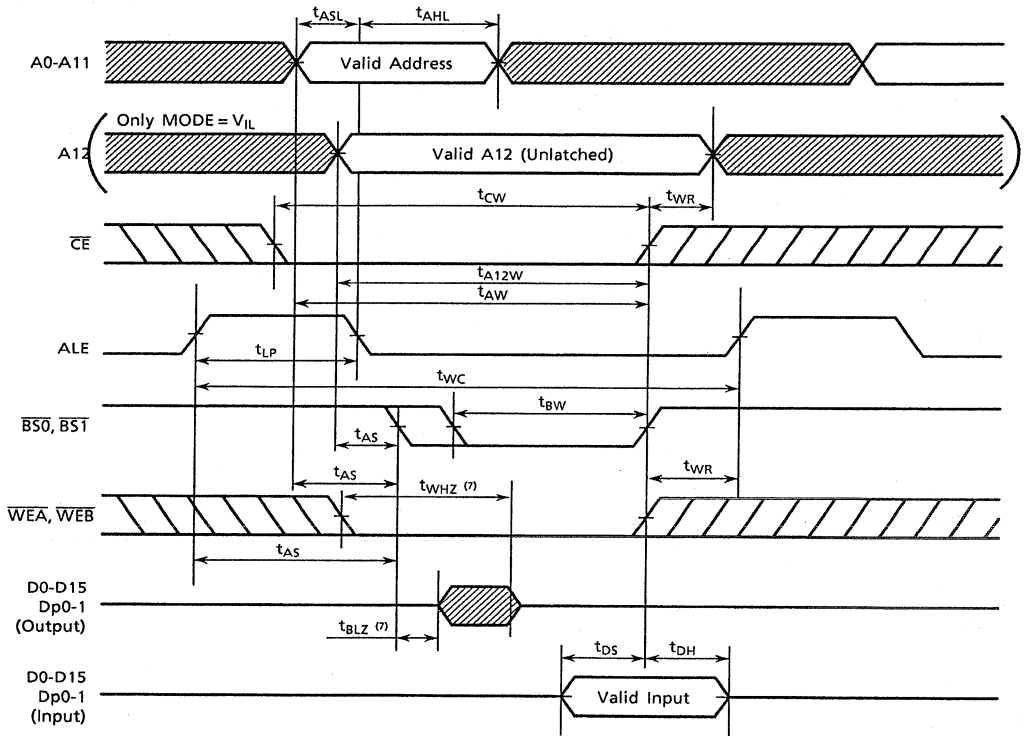 tASL tAHL
A0-A11 Valid Address
Only MODE = VIL
A12 Valid A12 (Unlatched)
tCW tWR
CE
tA12W
tAW
ALE
tLP
tWC
BS0, BS1
tBW
tAS
tWR
tAS
tWHZ (7)
WEA, WEB
tAS
D0-D15
Dp0-1
(Output)
tBLZ (7)
tDS tDH
D0-D15
Dp0-1
(Input)
Valid Input